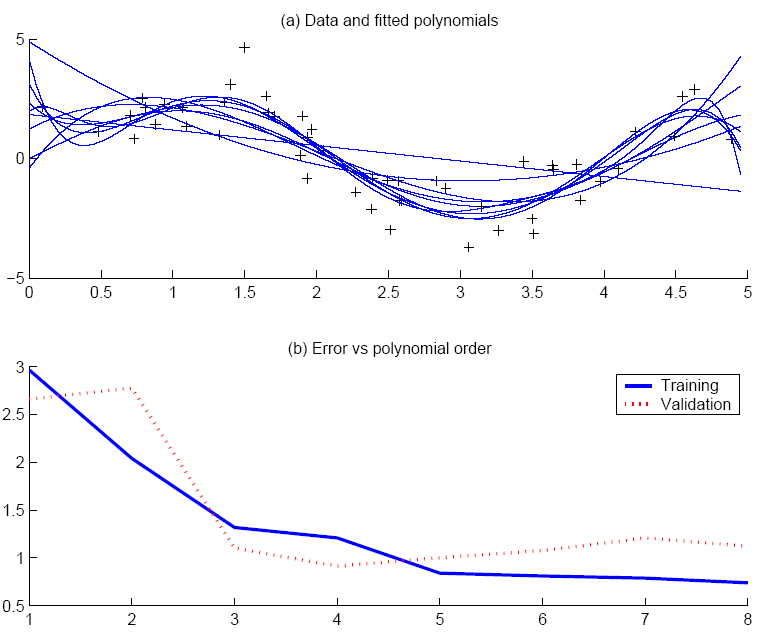 (a) Data and fitted polynomials
5
0
−5
0 0.5 1 1.5 2 2.5 3 3.5 4 4.5 5
(b) Error vs polynomial order
3
2.5
2
1.5
1
0.5
Training
Validation
1 2 3 4 5 6 7 8